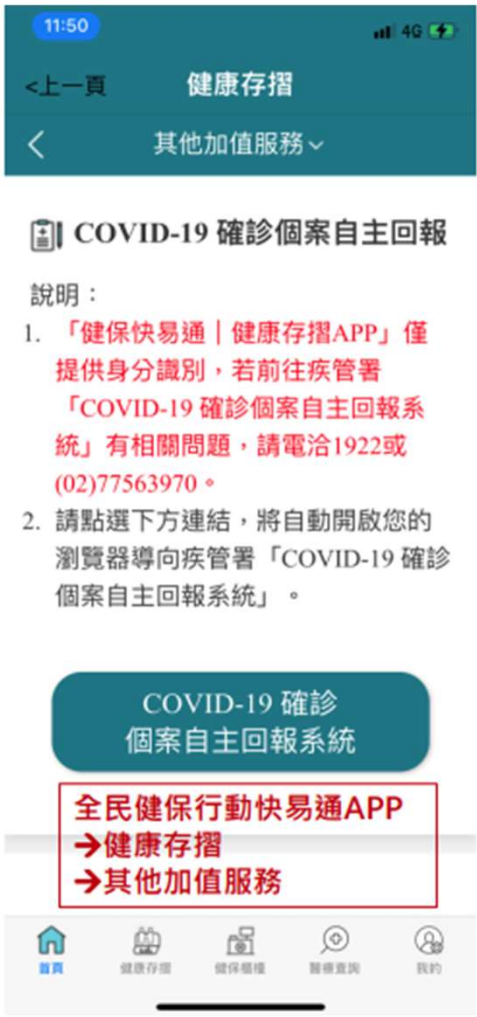 11:50
4G
<上一頁
健康存摺
其他加值服務
COVID-19 確診個案自主回報
說明：
1. 「健保快易通｜健康存摺APP」僅
提供身分識別，若前往疾管署
「COVID-19 確診個案自主回報系
統」有相關問題，請電洽1922或
(02)77563970。
2. 請點選下方連結，將自動開啟您的
瀏覽器導向疾管署「COVID-19 確診
個案自主回報系統」。
COVID-19 確診
個案自主回報系統
全民健保行動快易通APP
➔健康存摺
➔其他加值服務
首頁
健康存摺
健保櫃檯
醫療查詢
我的